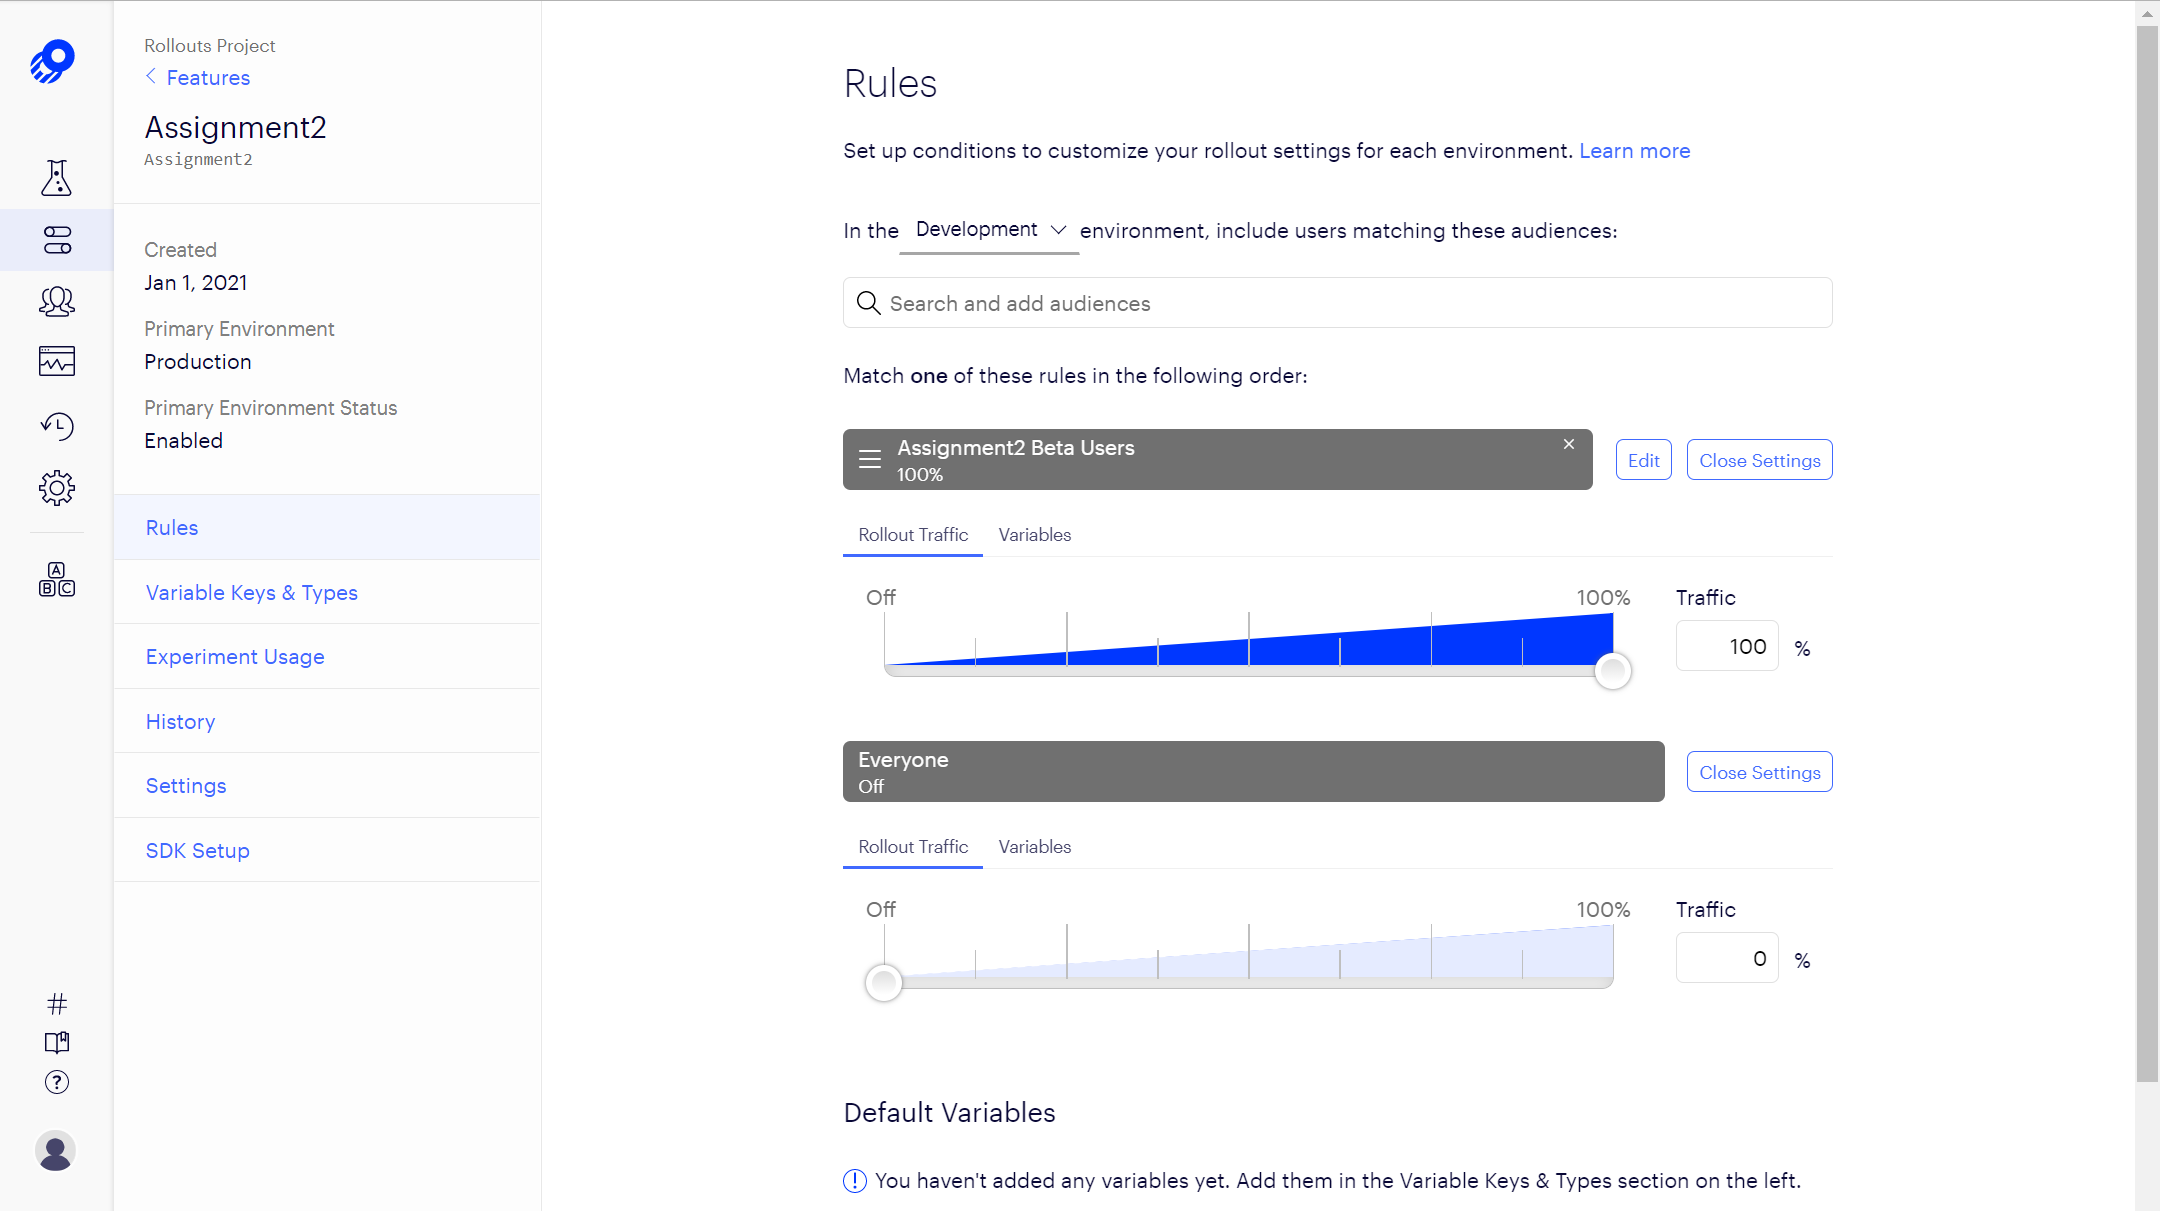 Rollouts Project
Features
Assignment2
Assignment2
Created
Jan 1, 2021
Primary Environment
Production
Primary Environment Status
Enabled
Rules
Variable Keys & Types
Experiment Usage
History
Settings
SDK Setup
A
B C
#
?
Rules
Set up conditions to customize your rollout settings for each environment. Learn more
In the Development environment, include users matching these audiences:
Search and add audiences
Match one of these rules in the following order:
Assignment2 Beta Users
100%
Edit
Close Settings
Rollout Traffic Variables
Off 100% Traffic
100 %
Everyone
Off
Close Settings
Rollout Traffic Variables
Off 100% Traffic
0 %
Default Variables
You haven't added any variables yet. Add them in the Variable Keys & Types section on the left.